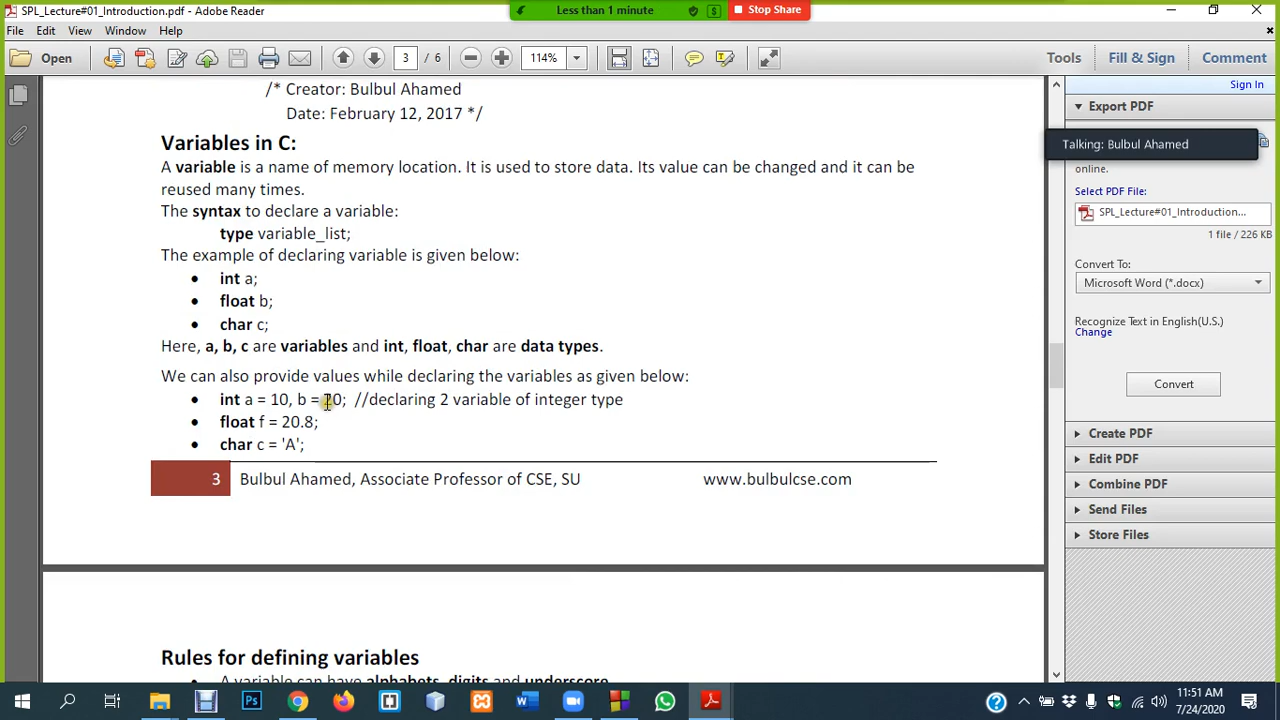 SPL_Lecture#01_Introduction.pdf - Adobe Reader
Less than 1 minute
Stop Share
File Edit View Window Help
Open 3 / 6 114% Tools Fill & Sign Comment
Sign In
/* Creator: Bulbul Ahamed
Date: February 12, 2017 */
Variables in C:
A variable is a name of memory location. It is used to store data. Its value can be changed and it can be
reused many times.
The syntax to declare a variable:
type variable_list;
The example of declaring variable is given below:
• int a;
• float b;
• char c;
Here, a, b, c are variables and int, float, char are data types.
We can also provide values while declaring the variables as given below:
• int a = 10, b = 20; //declaring 2 variable of integer type
• float f = 20.8;
• char c = 'A';
3 Bulbul Ahamed, Associate Professor of CSE, SU www.bulbulcse.com
Rules for defining variables
• A variable can have alphabets, digits and underscore.
Export PDF
Talking: Bulbul Ahamed
online.
Select PDF File:
SPL_Lecture#01_Introduction...
1 file / 226 KB
Convert To:
Microsoft Word (*.docx)
Recognize Text in English(U.S.)
Change
Convert
Create PDF
Edit PDF
Combine PDF
Send Files
Store Files
11:51 AM
7/24/2020